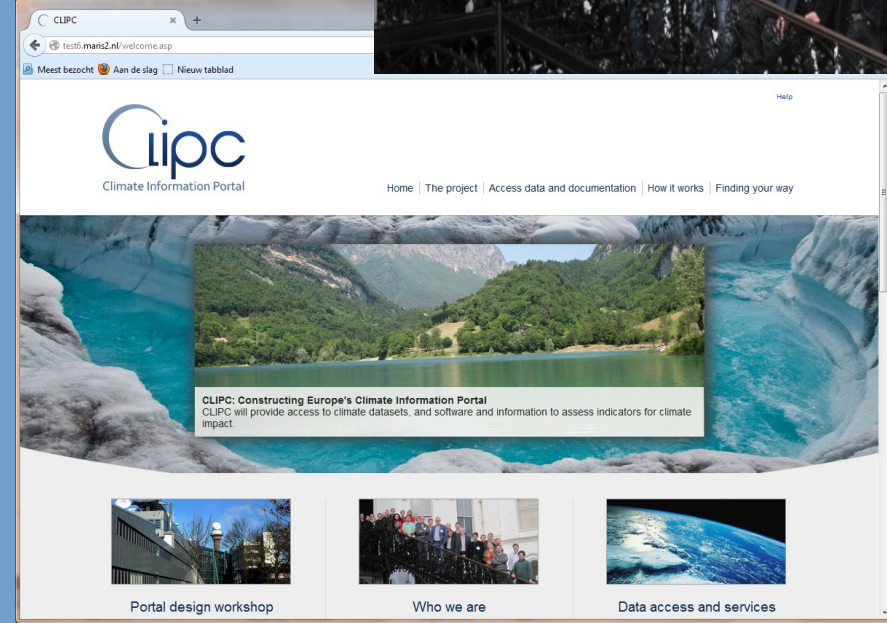 CLIPC
test6.maris2.nl/welcome.asp
Meest bezocht Aan de slag Nieuw tabblad
Help
CLIPC
Climate Information Portal
Home The project Access data and documentation How it works Finding your way
CLIPC: Constructing Europe's Climate Information Portal
CLIPC will provide access to climate datasets, and software and information to assess indicators for climate
impact.
Portal design workshop Who we are Data access and services